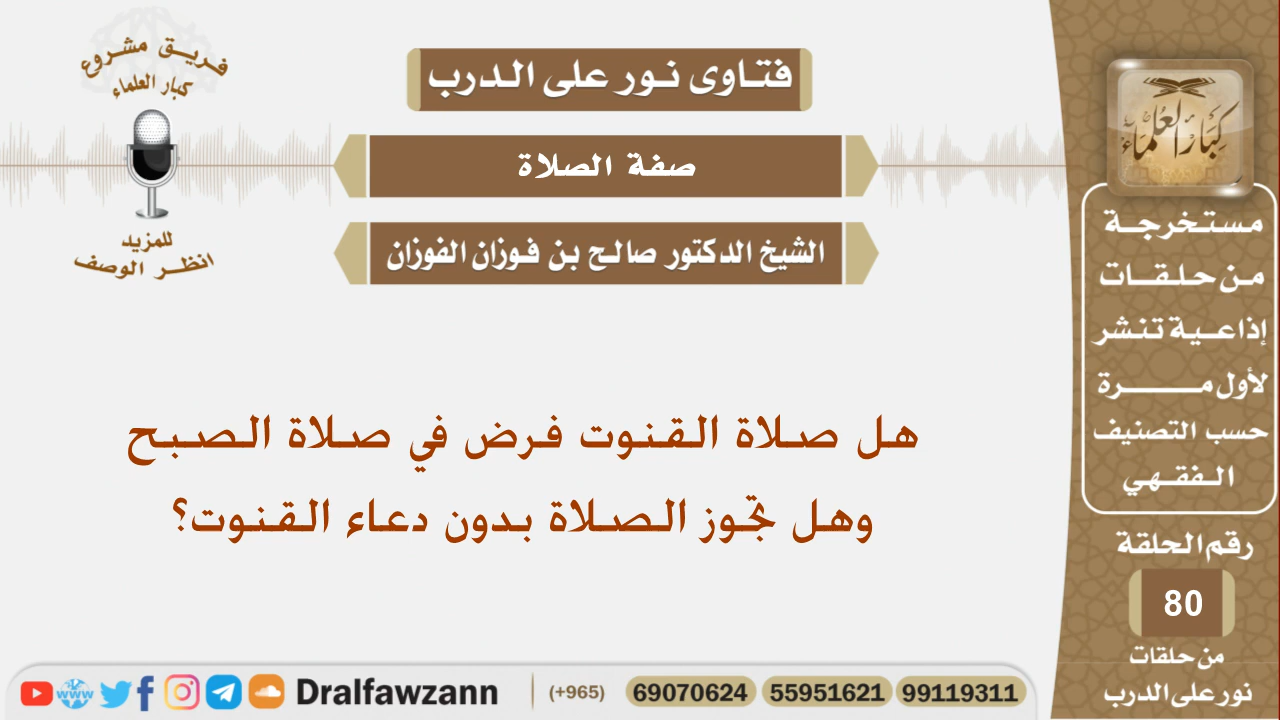 فريق مشروع
كبار العلماء
للمزيد
انظر الوصف
فتاوى نور على الدرب
صفة الصلاة
الشيخ الدكتور صالح بن فوزان الفوزان
هل صلاة القنوت فرض في صلاة الصبح
وهل تجوز الصلاة بدون دعاء القنوت؟
كبار العلماء
مستخرجة
من حلقات
إذاعية تنشر
لأول مرة
حسب التصنيف
الفقهي
رقم الحلقة
80
من حلقات
نور على الدرب
www Dralfawzann (+965) 69070624 55951621 99119311